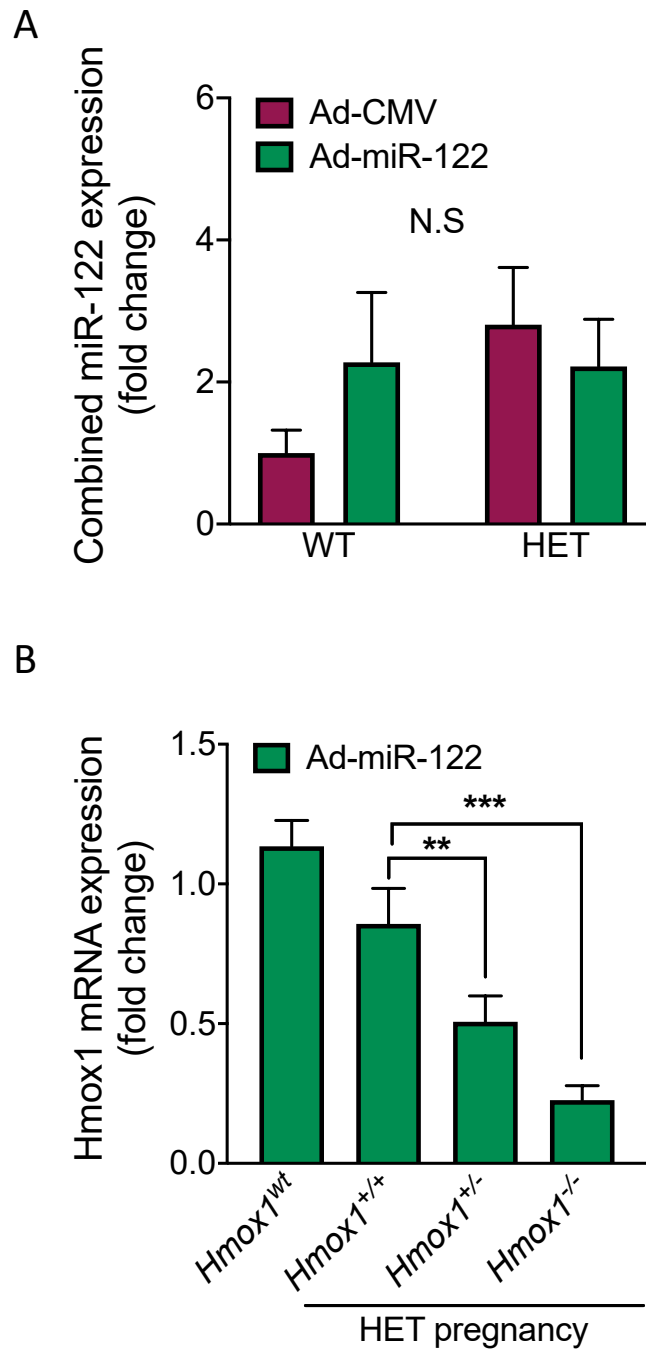 A
Combined miR-122 expression
(fold change)
6
4
2
0
Ad-CMV
Ad-miR-122
N.S
WT HET
B
Hmox1 mRNA expression
(fold change)
1.5
1.0
0.5
0.0
Ad-miR-122
***
**
Hmox1wt Hmox1+/+ Hmox1+/- Hmox1-/-
HET pregnancy